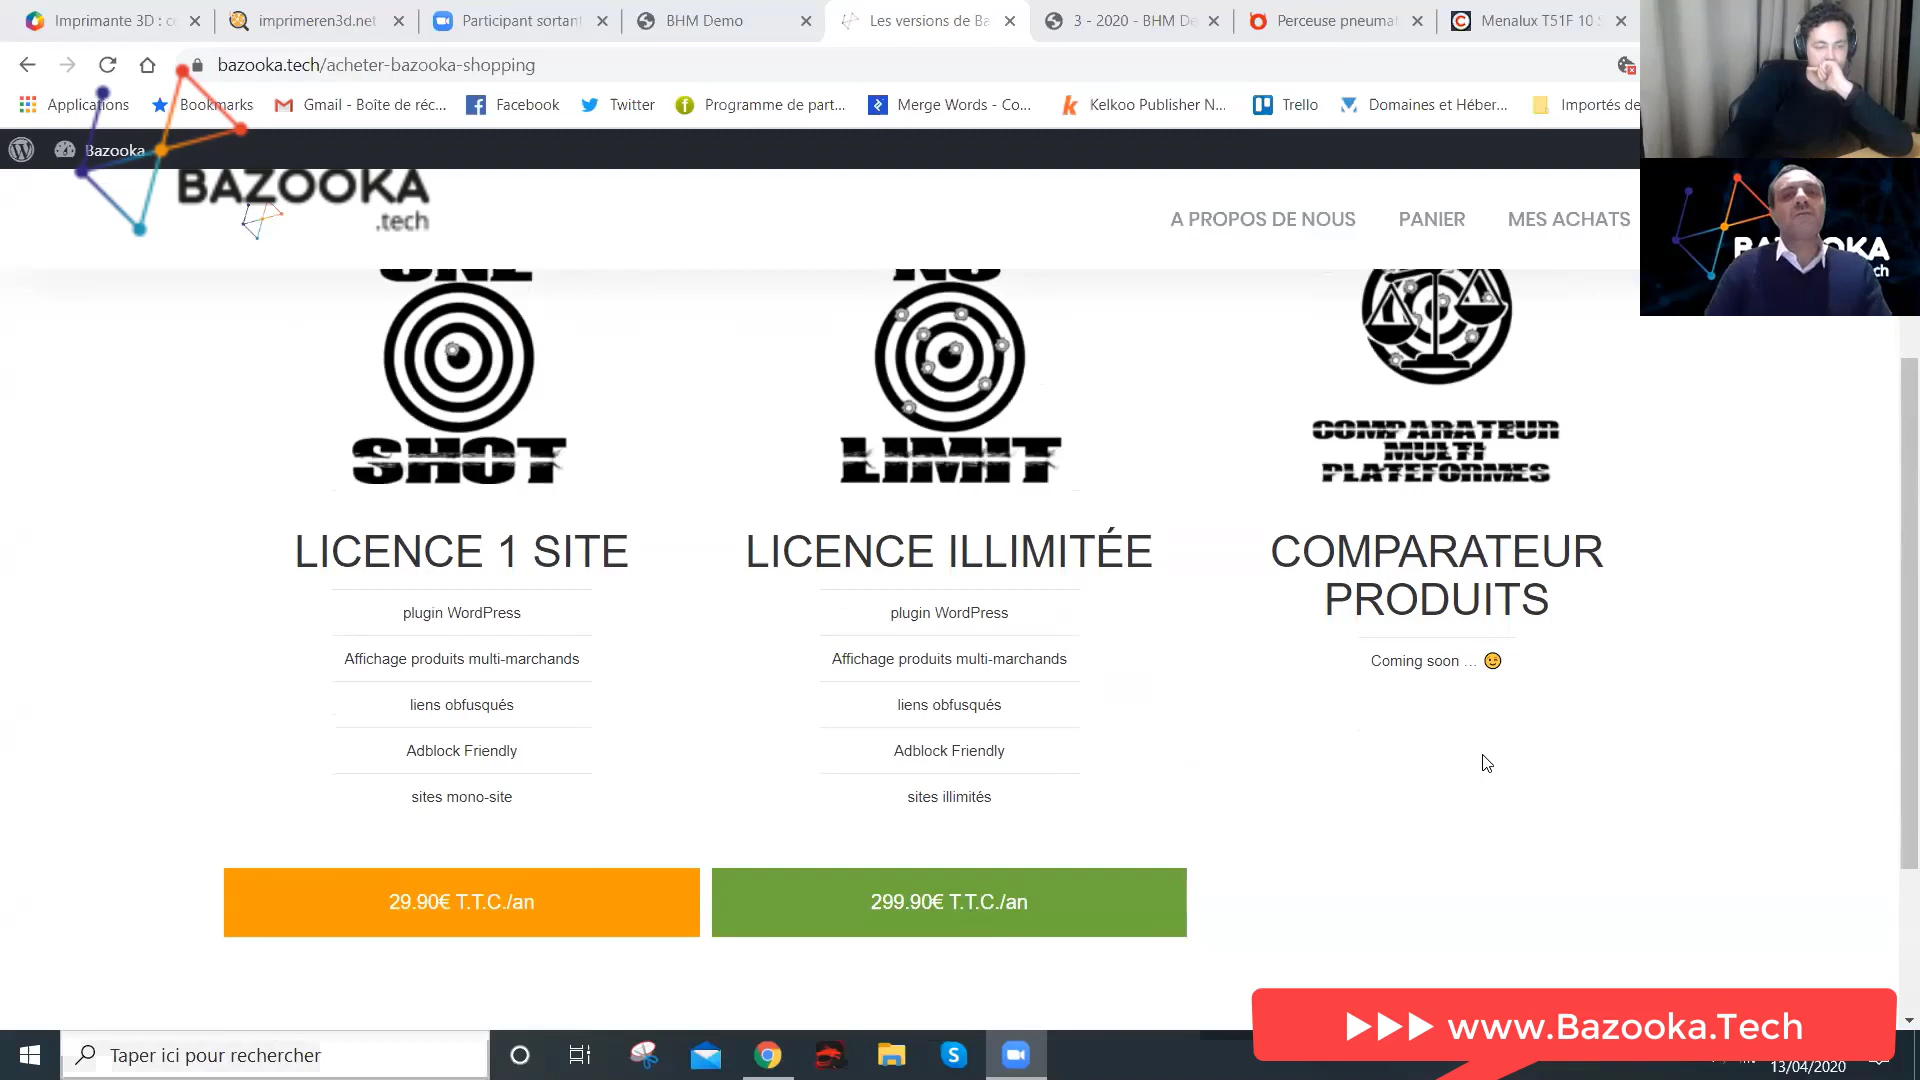 Imprimante 3D : ce
imprimeren3d.net
Participant sortant
BHM Demo
Les versions de Ba
3 - 2020 - BHM De
Perceuse pneumat
Menalux T51F 10 S
bazooka.tech/acheter-bazooka-shopping
Applications
Bookmarks
Gmail - Boîte de réc...
Facebook
Twitter
Programme de part...
Merge Words - Co...
Kelkoo Publisher N...
Trello
Domaines et Héber...
Importés de
Bazooka
BAZOOKA
.tech
A PROPOS DE NOUS
PANIER
MES ACHATS
ONE
SHOT
NO
LIMIT
COMPARATEUR
MULTI
PLATEFORMES
LICENCE 1 SITE
plugin WordPress
Affichage produits multi-marchands
liens obfusqués
Adblock Friendly
sites mono-site
29.90€ T.T.C./an
LICENCE ILLIMITÉE
plugin WordPress
Affichage produits multi-marchands
liens obfusqués
Adblock Friendly
sites illimités
299.90€ T.T.C./an
COMPARATEUR
PRODUITS
Coming soon ... 😉
www.Bazooka.Tech
Taper ici pour rechercher
13/04/2020